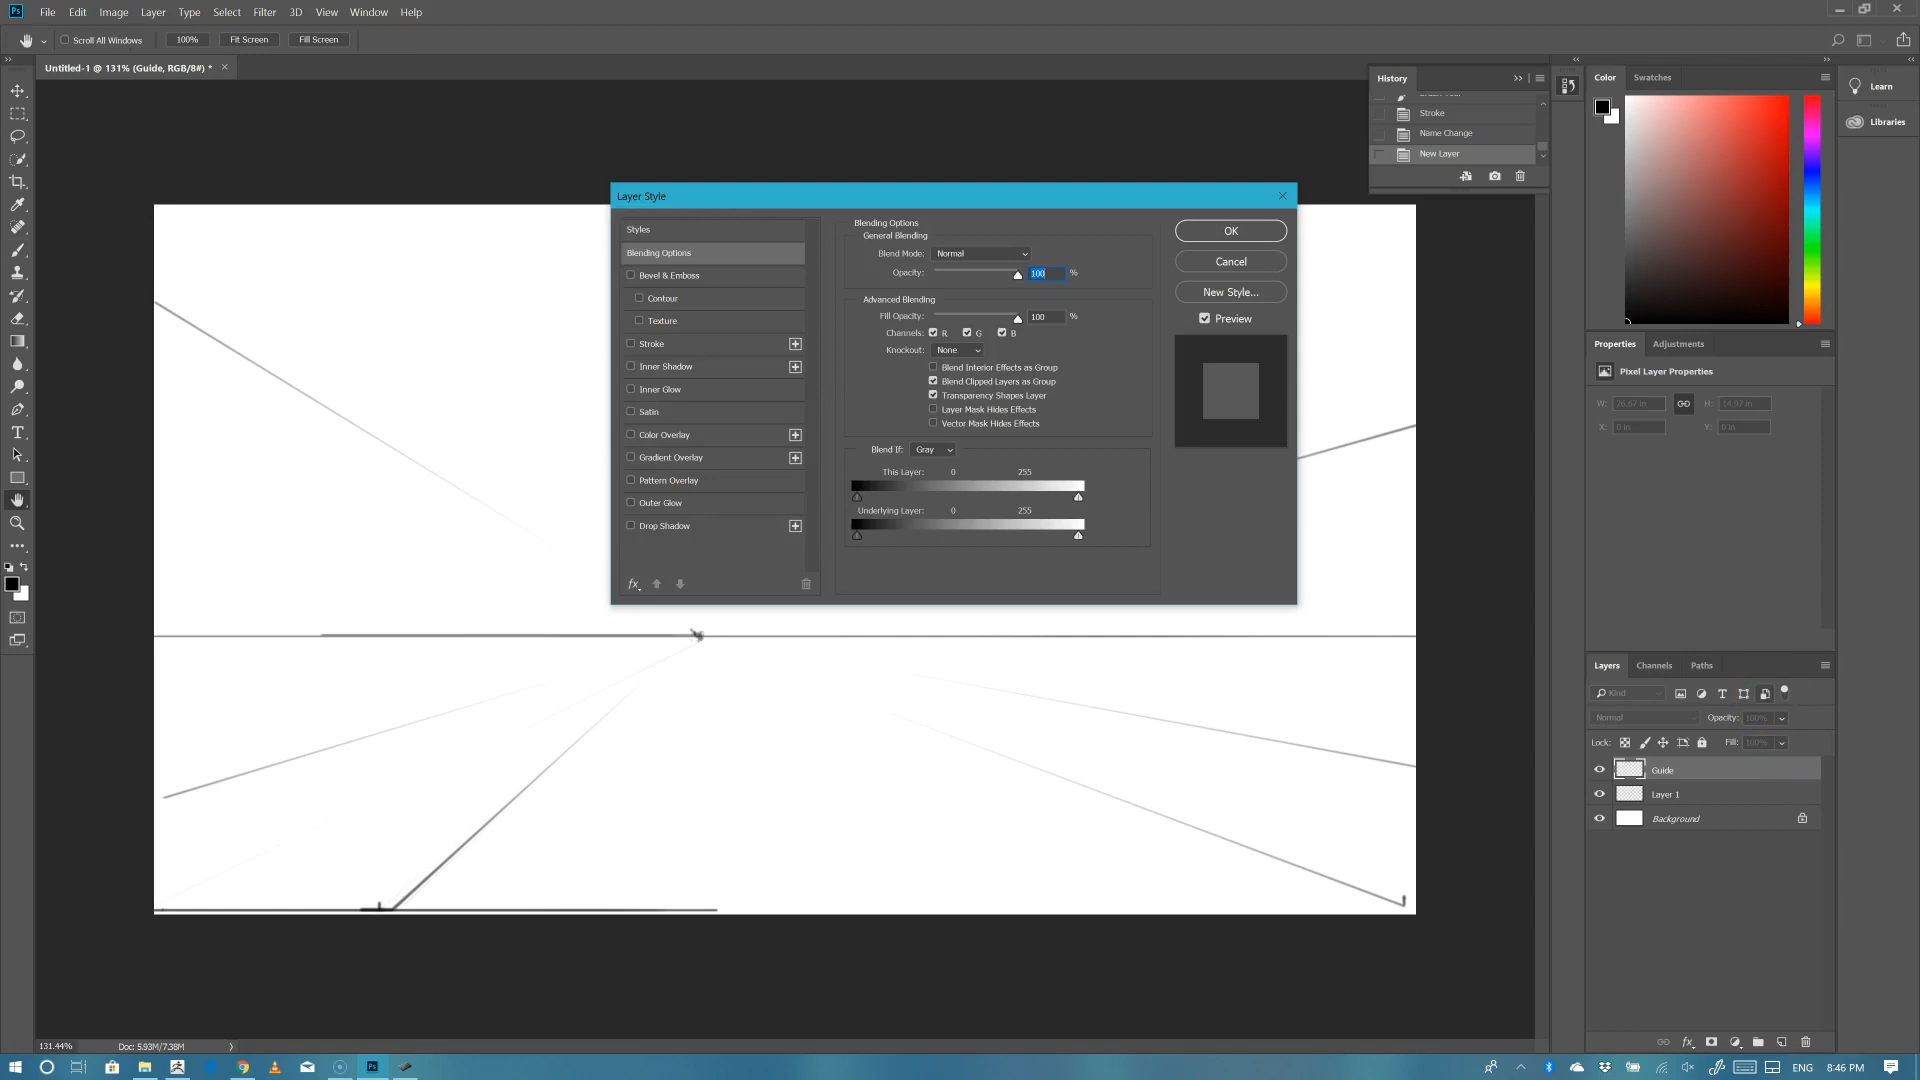 Ps File Edit Image Layer Type Select Filter 3D View Window Help
Scroll All Windows 100% Fit Screen Fill Screen
Untitled-1 @ 131% (Guide, RGB/8#) * ×
History
Stroke
Name Change
New Layer
Color Swatches
Learn
Libraries
Layer Style
Styles
Blending Options
Bevel & Emboss
Contour
Texture
Stroke
Inner Shadow
Inner Glow
Satin
Color Overlay
Gradient Overlay
Pattern Overlay
Outer Glow
Drop Shadow
fx
Blending Options
General Blending
Blend Mode: Normal
Opacity: 100 %
Advanced Blending
Fill Opacity: 100 %
Channels: R G B
Knockout: None
Blend Interior Effects as Group
Blend Clipped Layers as Group
Transparency Shapes Layer
Layer Mask Hides Effects
Vector Mask Hides Effects
Blend If: Gray
This Layer: 0 255
Underlying Layer: 0 255
OK
Cancel
New Style...
Preview
Properties Adjustments
Pixel Layer Properties
W: 26.67 in H: 14.97 in
X: 0 in Y: 0 in
Layers Channels Paths
Kind
Normal Opacity: 100%
Lock: Fill: 100%
Guide
Layer 1
Background
fx
131.44% Doc: 5.93M/7.38M
Ps ENG 8:46 PM